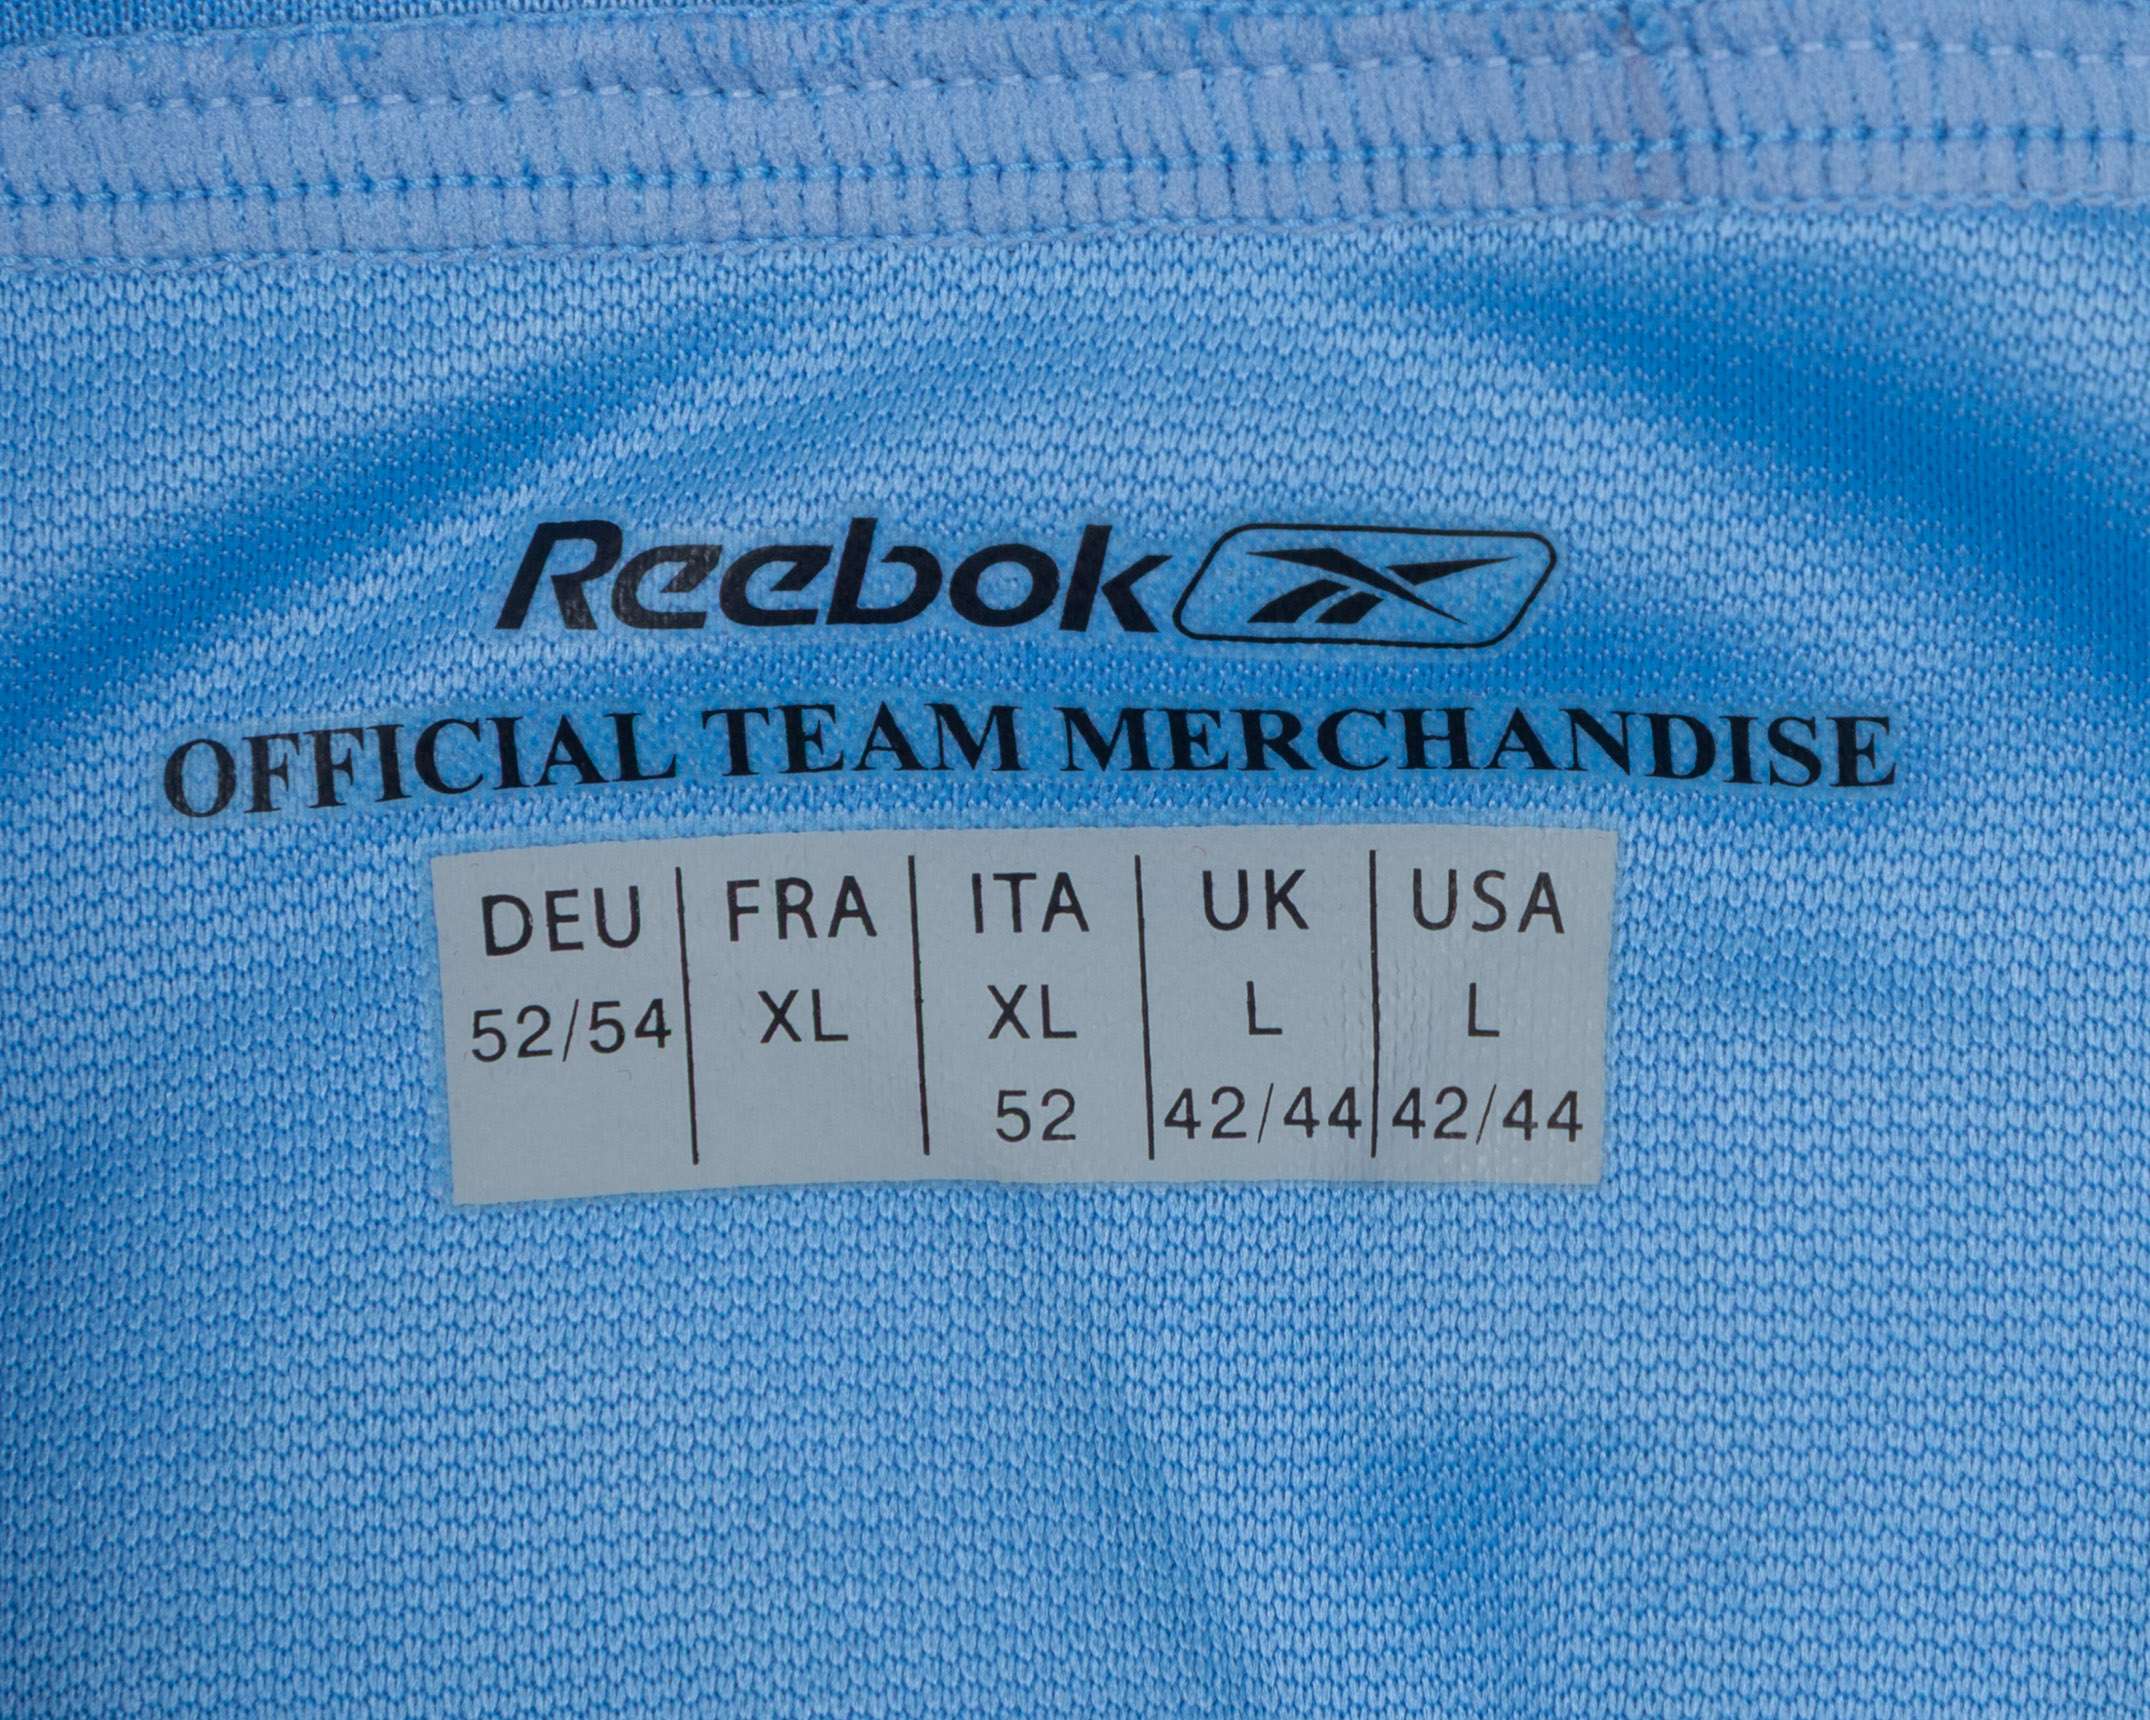 Reebok
OFFICIAL TEAM MERCHANDISE
DEU FRA ITA UK USA
52/54 XL XL L L
52 42/44 42/44